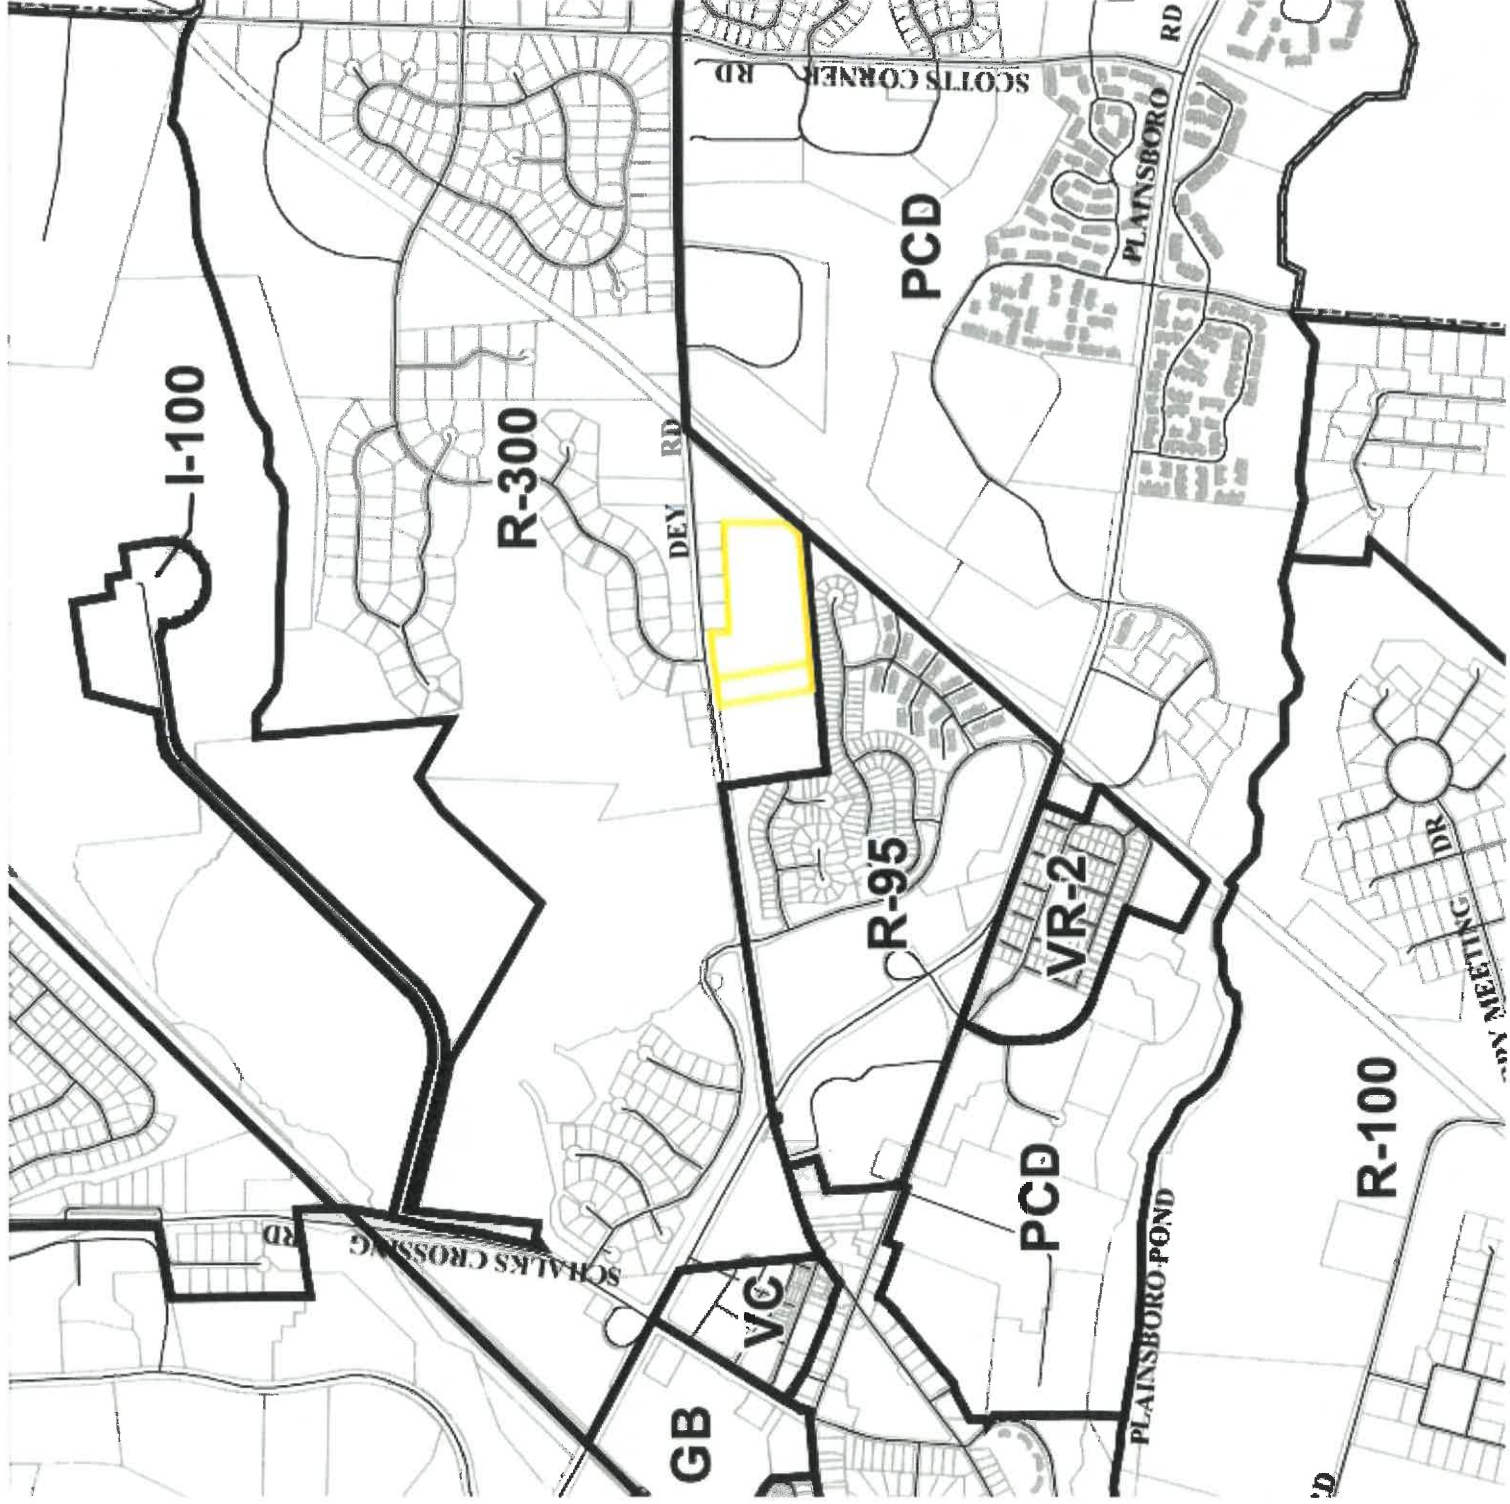 I-100
R-300
DEY RD
SCOTTS CORNER RD
PCD
PLAINSBORO RD
R-95
VR-2
SCHALKS CROSSING RD
VC
GB
PCD
PLAINSBORO POND
R-100
MEETING DR